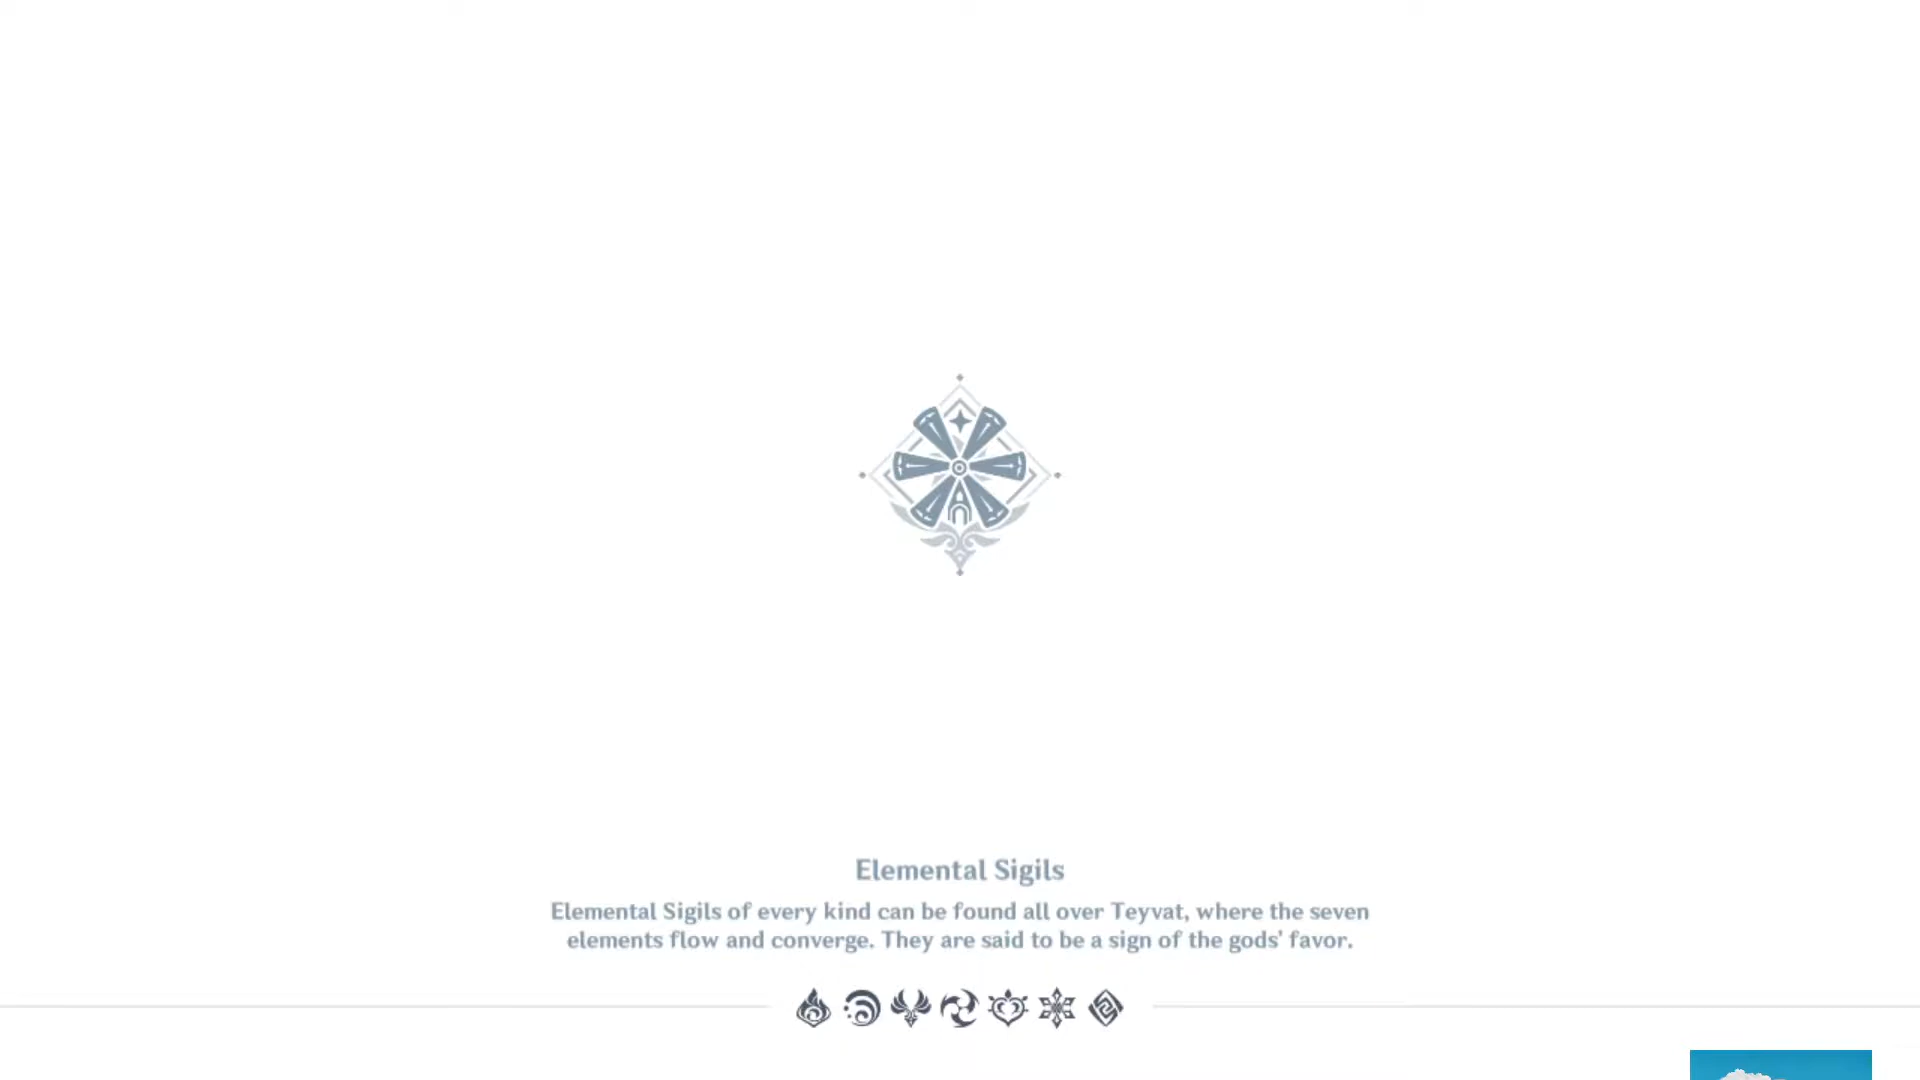 Elemental Sigils
Elemental Sigils of every kind can be found all over Teyvat, where the seven
elements flow and converge. They are said to be a sign of the gods' favor.